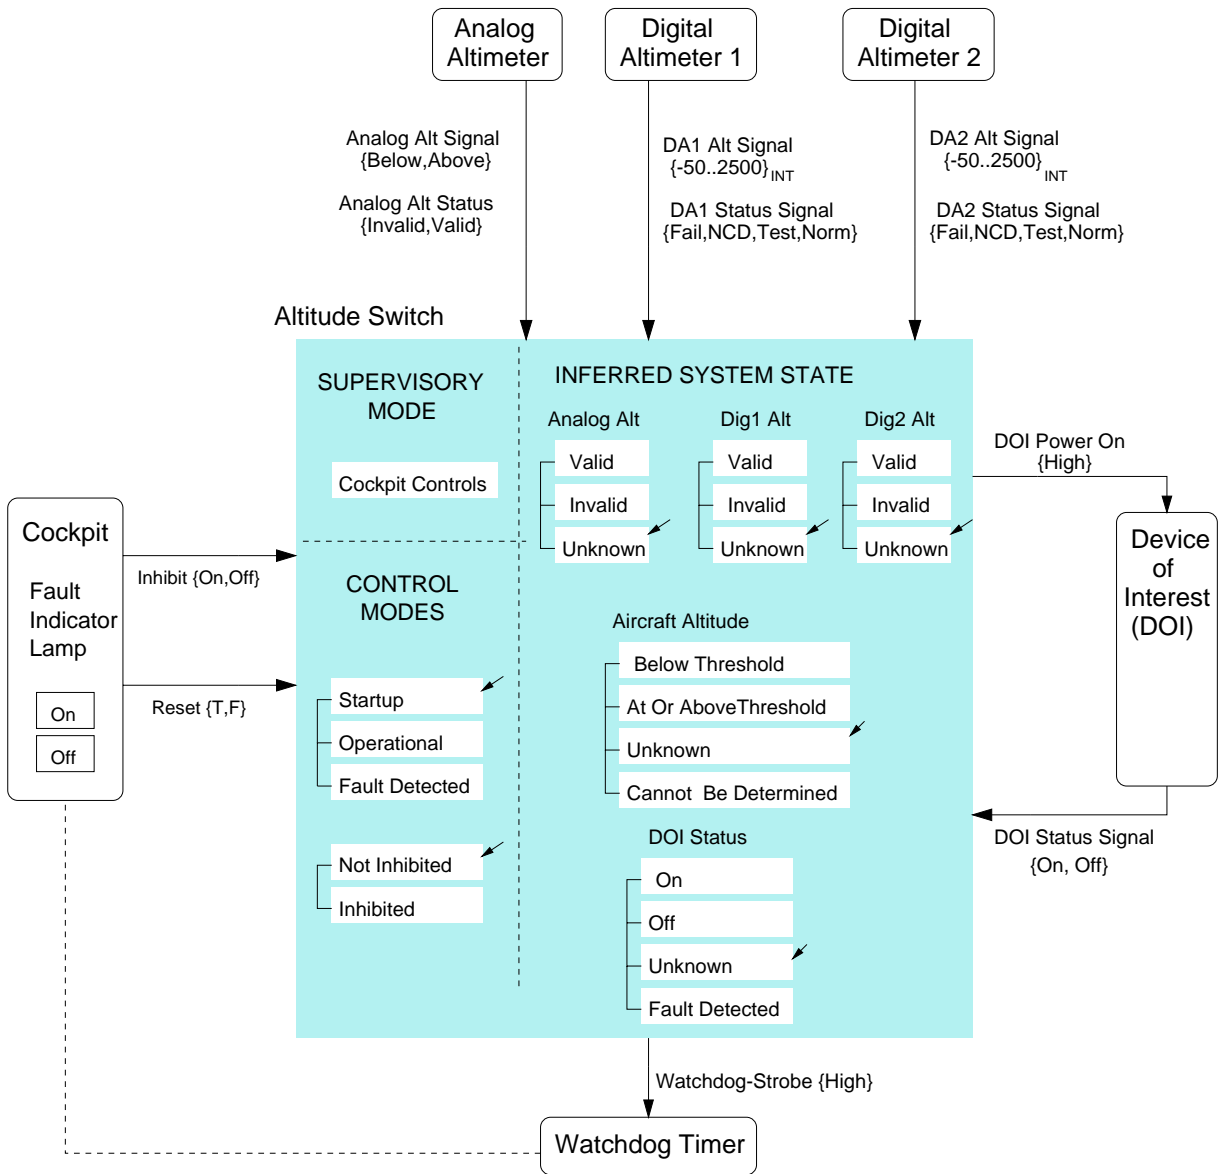 Analog
Altimeter
Digital
Altimeter 1
Digital
Altimeter 2
Analog Alt Signal
{Below,Above}
Analog Alt Status
{Invalid,Valid}
DA1 Alt Signal
{-50..2500}INT
DA1 Status Signal
{Fail,NCD,Test,Norm}
DA2 Alt Signal
{-50..2500}INT
DA2 Status Signal
{Fail,NCD,Test,Norm}
Altitude Switch
SUPERVISORY
MODE
Cockpit Controls
INFERRED SYSTEM STATE
Analog Alt
Valid
Invalid
Unknown
Dig1 Alt
Valid
Invalid
Unknown
Dig2 Alt
Valid
Invalid
Unknown
DOI Power On
{High}
Cockpit
Fault
Indicator
Lamp
On
Off
Inhibit {On,Off}
Reset {T,F}
CONTROL
MODES
Startup
Operational
Fault Detected
Not Inhibited
Inhibited
Aircraft Altitude
Below Threshold
At Or AboveThreshold
Unknown
Cannot Be Determined
DOI Status
On
Off
Unknown
Fault Detected
Device
of
Interest
(DOI)
DOI Status Signal
{On, Off}
Watchdog-Strobe {High}
Watchdog Timer